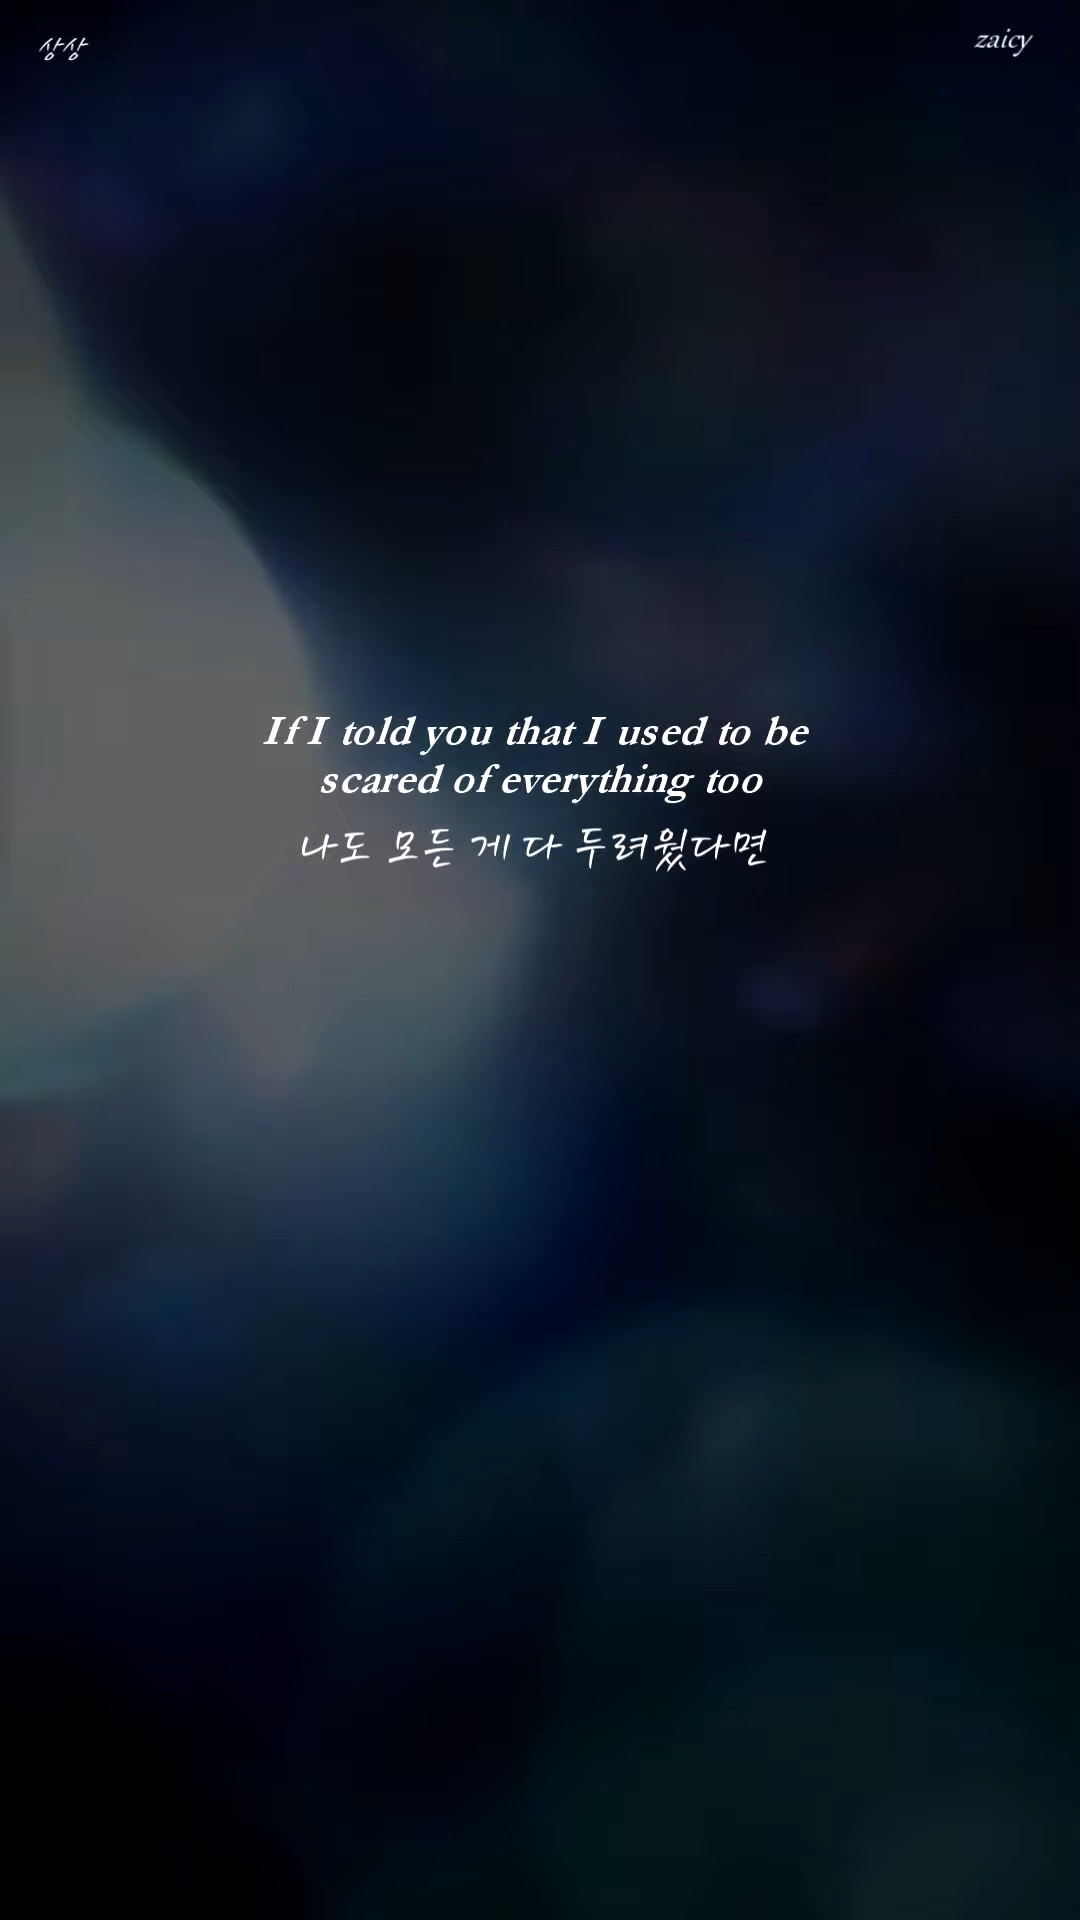 상상
zaicy
If I told you that I used to be
scared of everything too
나도 모든 게 다 두려웠다면